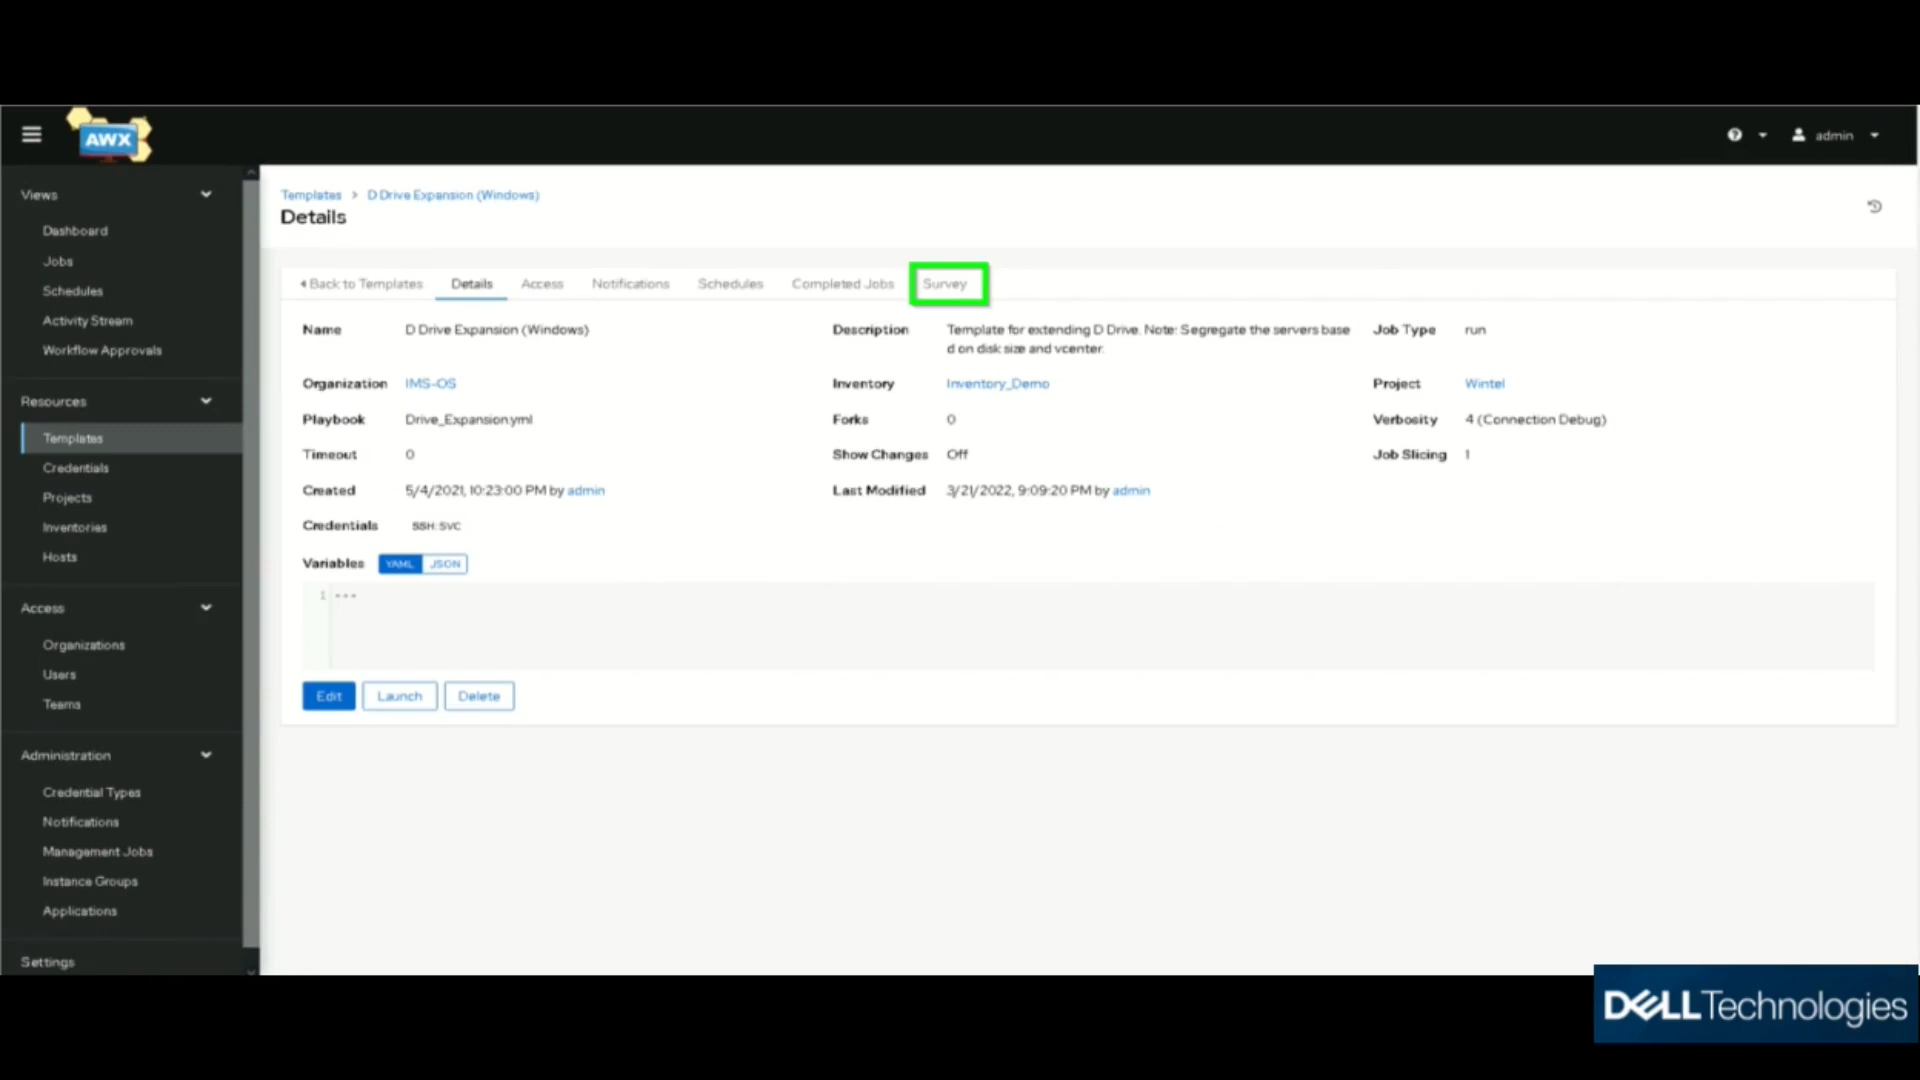 AWX
admin
Views
Dashboard
Jobs
Schedules
Activity Stream
Workflow Approvals
Resources
Templates
Credentials
Projects
Inventories
Hosts
Access
Organizations
Users
Teams
Administration
Credential Types
Notifications
Management Jobs
Instance Groups
Applications
Settings
Templates > D Drive Expansion (Windows)
Details
Back to Templates Details Access Notifications Schedules Completed Jobs Survey
Name D Drive Expansion (Windows) Description Template for extending D Drive. Note: Segregate the servers base Job Type run
d on disk size and vcenter.
Organization IMS-OS Inventory Inventory_Demo Project Wintel
Playbook Drive_Expansion.yml Forks 0 Verbosity 4 (Connection Debug)
Timeout 0 Show Changes Off Job Slicing 1
Created 5/4/2021, 10:23:00 PM by admin Last Modified 3/21/2022, 9:09:20 PM by admin
Credentials SSH: SVC
Variables YAML JSON
1 ---
Edit Launch Delete
DELL Technologies